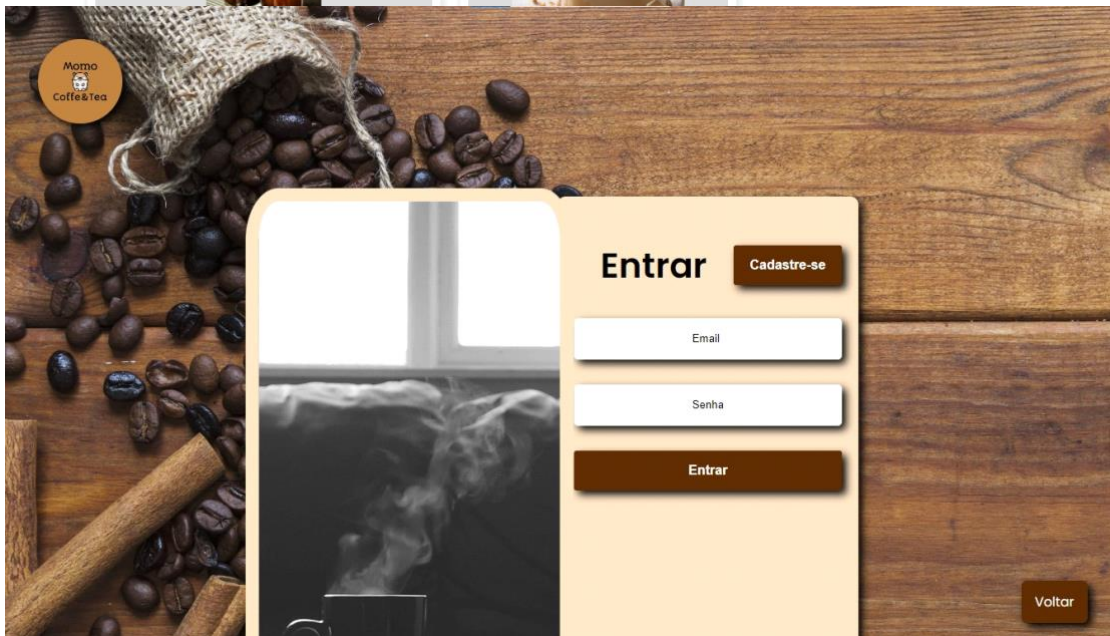 Momo
Coffe&Tea
Entrar
Cadastre-se
Email
Senha
Entrar
Voltar